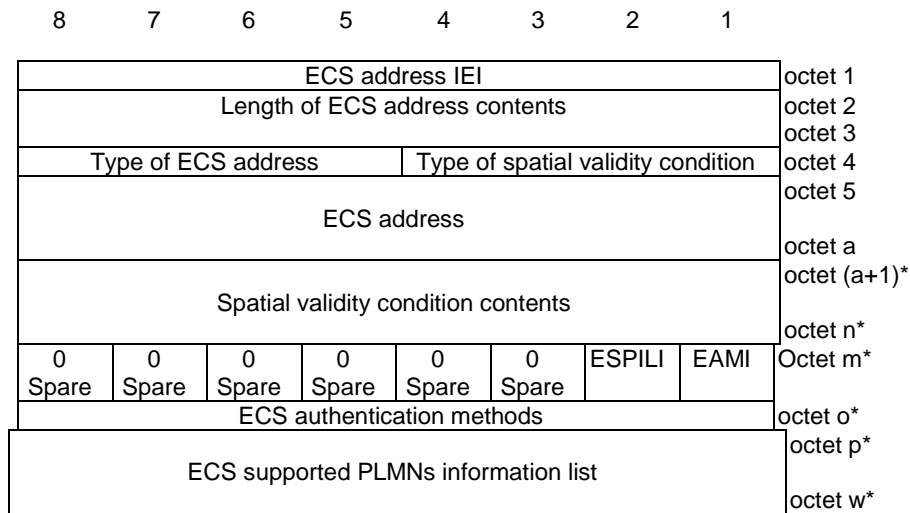 8 7 6 5 4 3 2 1
ECS address IEI octet 1
Length of ECS address contents octet 2
octet 3
Type of ECS address Type of spatial validity condition octet 4
octet 5
ECS address
octet a
octet (a+1)*
Spatial validity condition contents
octet n*
0 0 0 0 0 0 ESPILI EAMI Octet m*
Spare Spare Spare Spare Spare Spare
ECS authentication methods octet o*
octet p*
ECS supported PLMNs information list
octet w*